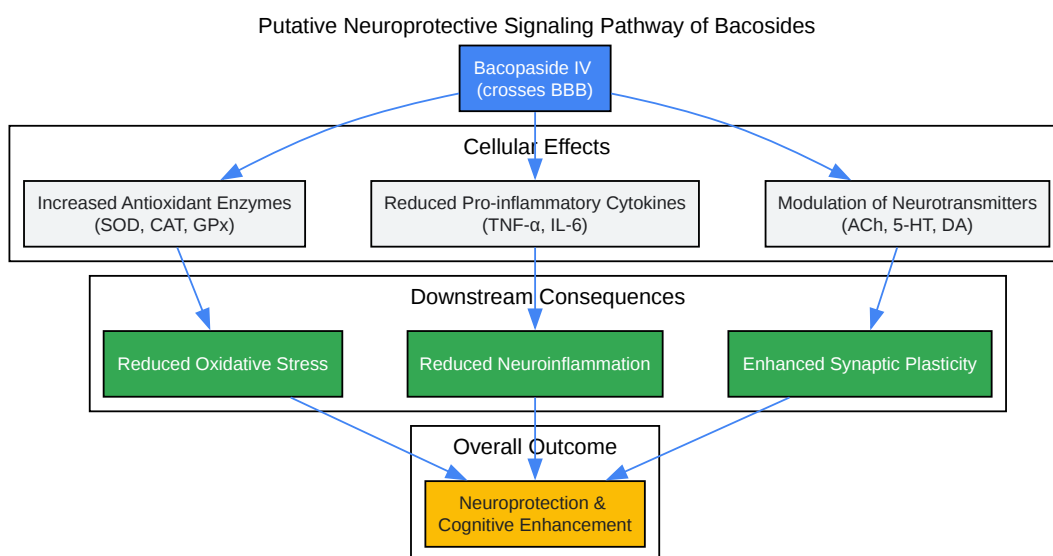 Putative Neuroprotective Signaling Pathway of Bacosides
Bacopaside IV
(crosses BBB)
Cellular Effects
Increased Antioxidant Enzymes
(SOD, CAT, GPx)
Reduced Pro-inflammatory Cytokines
(TNF-α, IL-6)
Modulation of Neurotransmitters
(ACh, 5-HT, DA)
Downstream Consequences
Reduced Oxidative Stress
Reduced Neuroinflammation
Enhanced Synaptic Plasticity
Overall Outcome
Neuroprotection &
Cognitive Enhancement